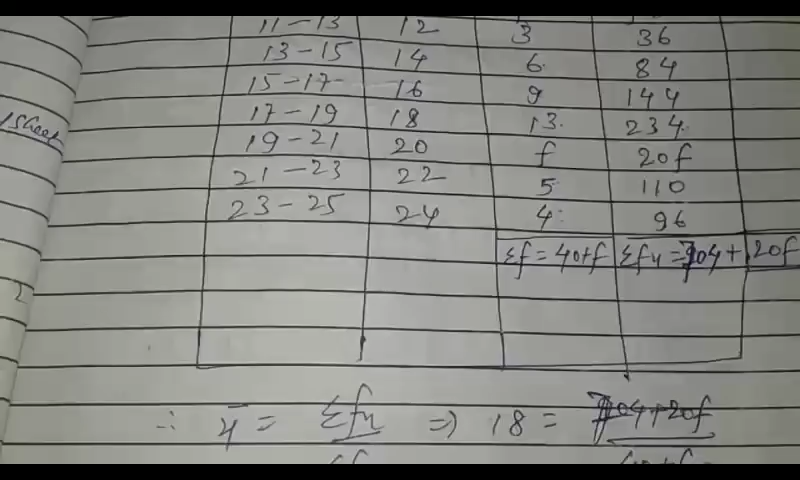 11-13 12 3 36
13-15 14 6 84
15-17 16 9 144
17-19 18 13 234
19-21 20 f 20f
21-23 22 5 110
23-25 24 4 96
Σf = 40+f Σfx = 704+ 20f
2
∴ x̄ = Σfx ⇒ 18 = 704+20f
40+f